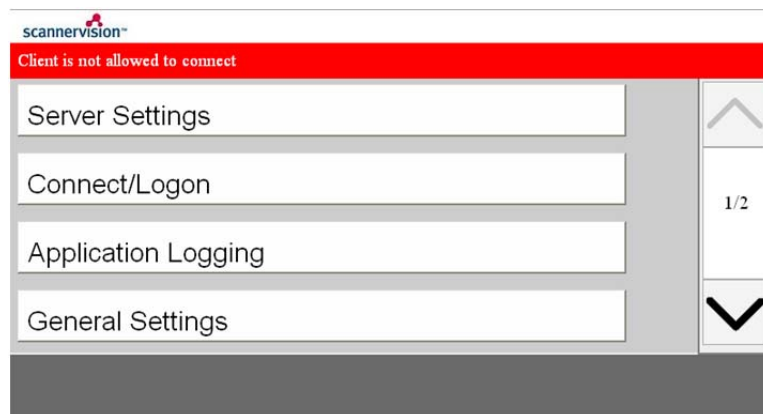 scannervision™
Client is not allowed to connect
Server Settings
Connect/Logon
1/2
Application Logging
General Settings